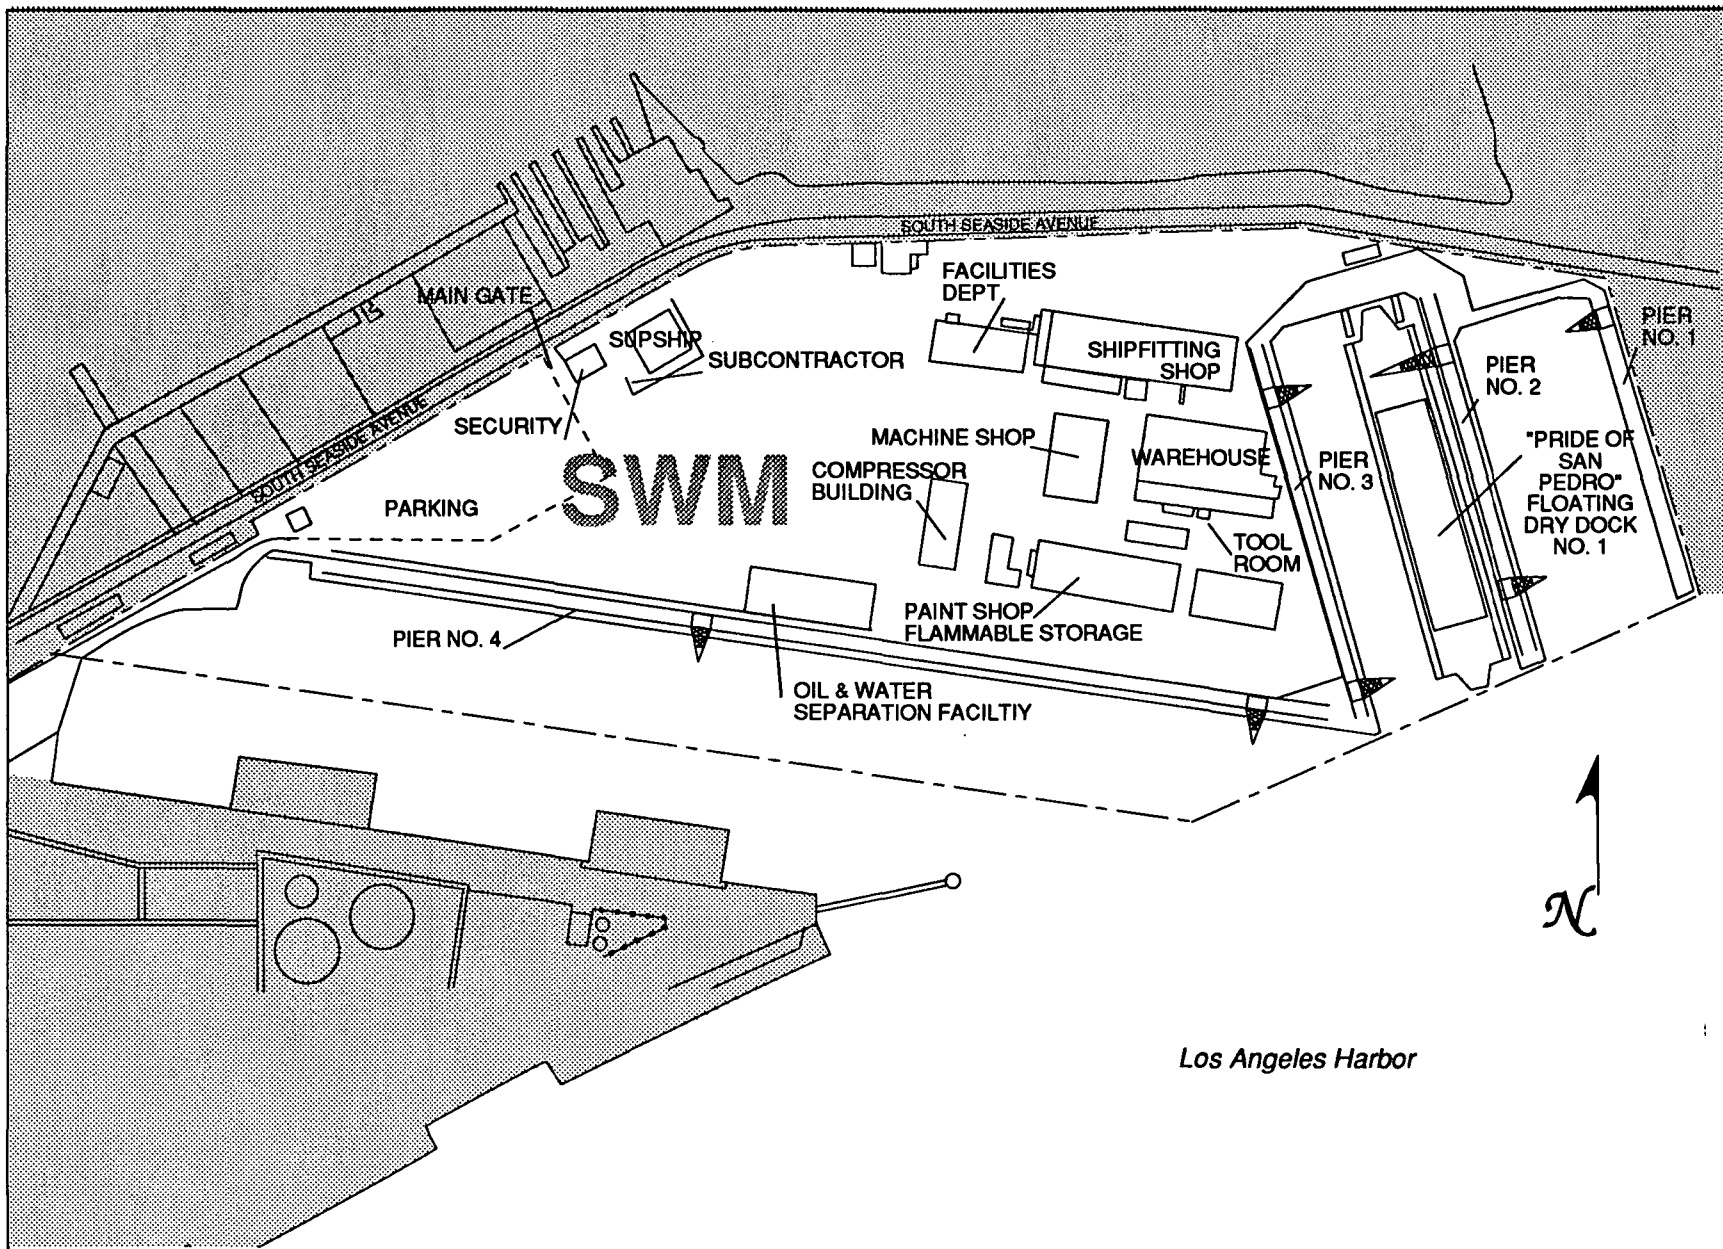 SOUTH SEASIDE AVENUE
FACILITIES
DEPT
MAIN GATE
PIER
NO. 1
SUPSHIP
SHIPFITTING
SHOP
SUBCONTRACTOR
PIER
NO. 2
SOUTH SEASIDE AVENUE
SECURITY
MACHINE SHOP
WAREHOUSE
"PRIDE OF
SAN
PEDRO"
FLOATING
DRY DOCK
NO. 1
PIER
NO. 3
COMPRESSOR
BUILDING
SWM
PARKING
TOOL
ROOM
PAINT SHOP
FLAMMABLE STORAGE
PIER NO. 4
OIL & WATER
SEPARATION FACILTIY
N
Los Angeles Harbor